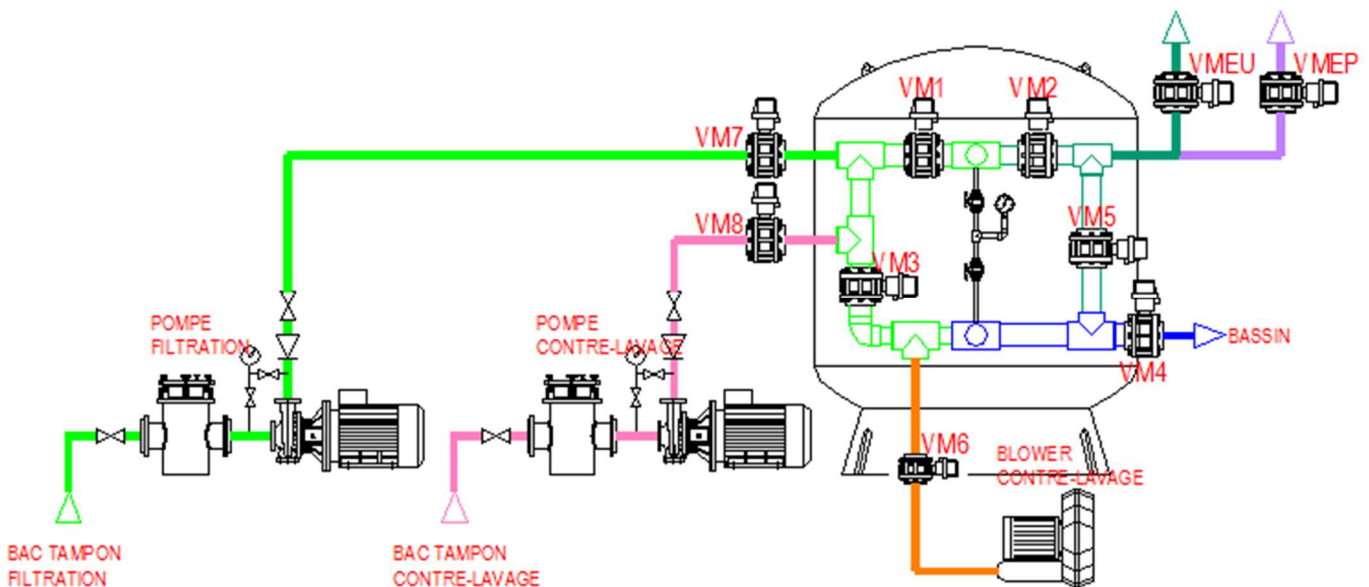 VMEU
VMEP
VM1
VM2
VM7
VM8
VM5
VM3
POMPE
FILTRATION
POMPE
CONTRE-LAVAGE
BASSIN
VM4
VM6
BLOWER
CONTRE-LAVAGE
BAC TAMPON
FILTRATION
BAC TAMPON
CONTRE-LAVAGE